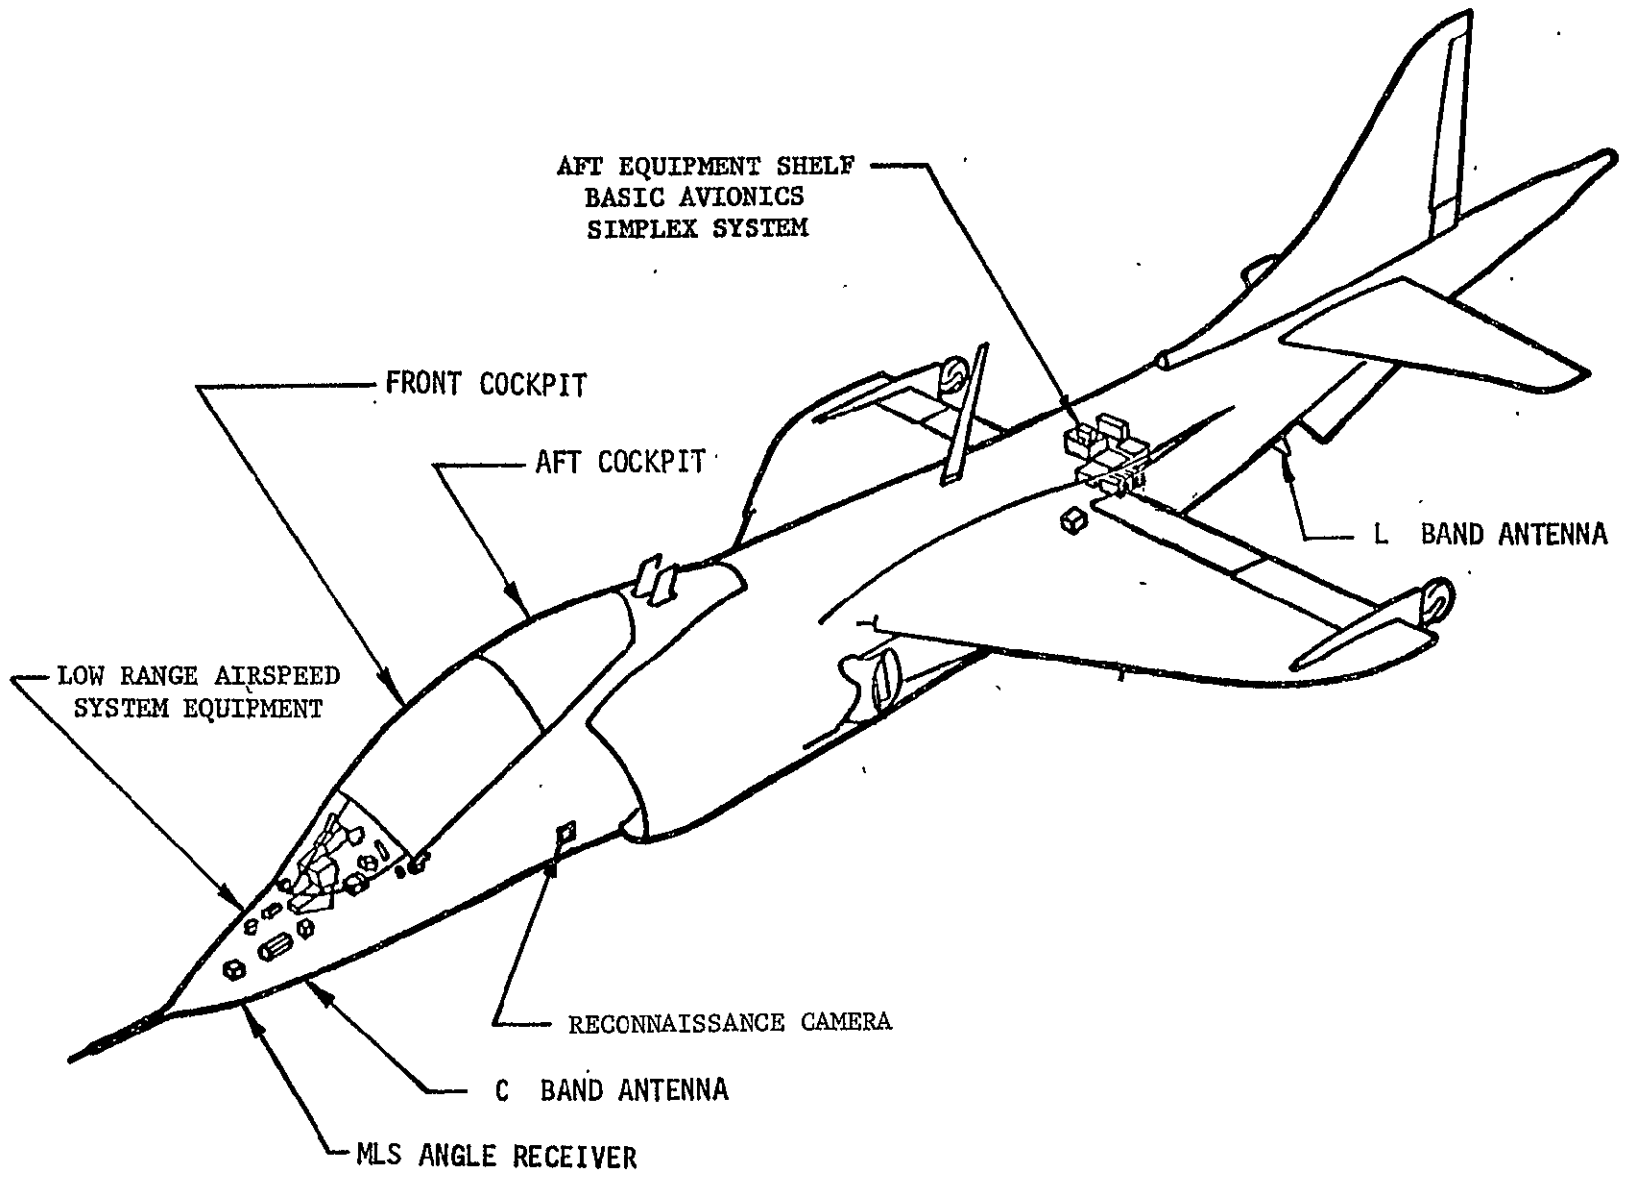 AFT EQUIPMENT SHELF
BASIC AVIONICS
SIMPLEX SYSTEM
FRONT COCKPIT
AFT COCKPIT
L BAND ANTENNA
LOW RANGE AIRSPEED
SYSTEM EQUIPMENT
RECONNAISSANCE CAMERA
C BAND ANTENNA
MLS ANGLE RECEIVER